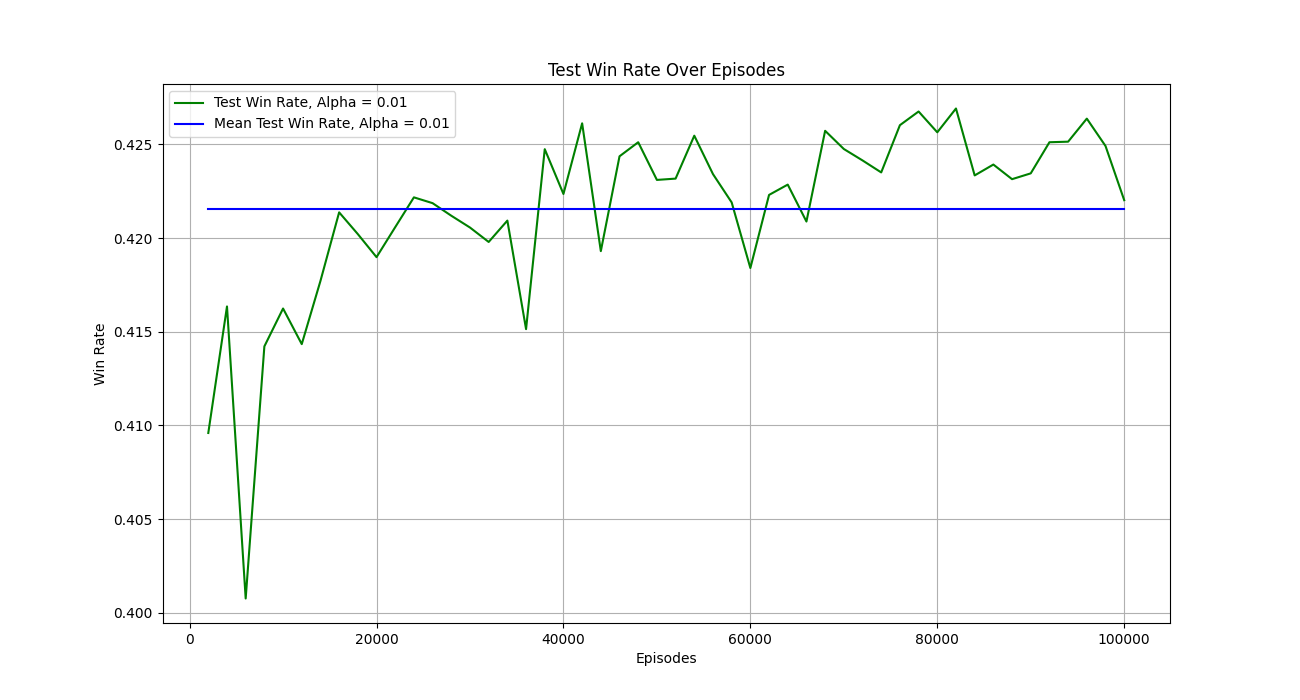 Test Win Rate Over Episodes
Test Win Rate, Alpha = 0.01
Mean Test Win Rate, Alpha = 0.01
Win Rate
0.425
0.420
0.415
0.410
0.405
0.400
0
20000
40000
60000
80000
100000
Episodes